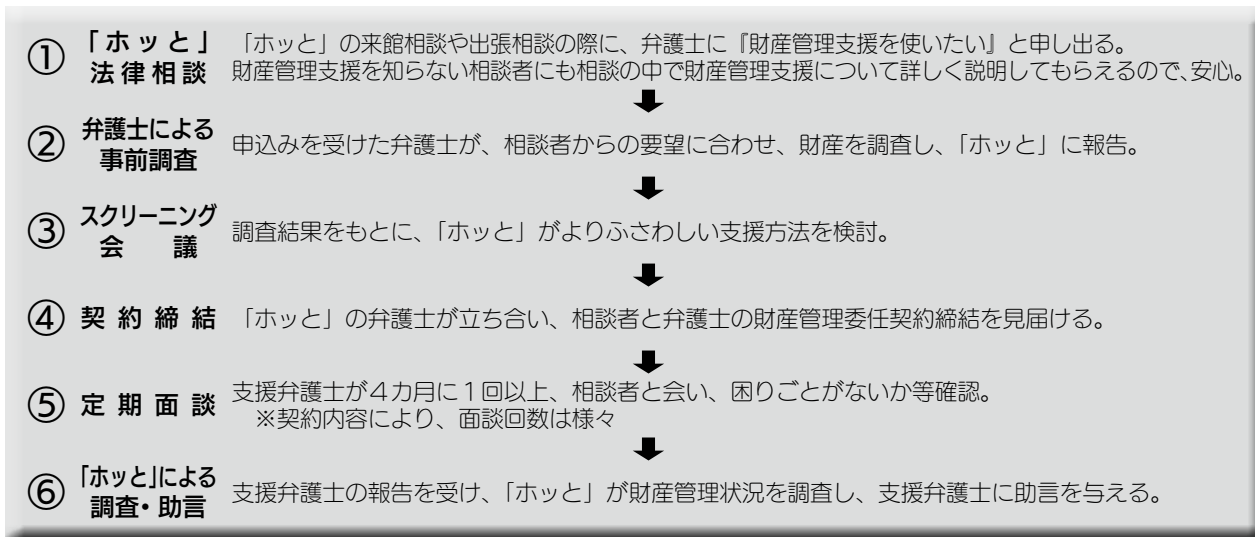 ① 「ホッと」法律相談 「ホッと」の来館相談や出張相談の際に、弁護士に『財産管理支援を使いたい』と申し出る。
財産管理支援を知らない相談者にも相談の中で財産管理支援について詳しく説明してもらえるので、安心。
② 弁護士による事前調査 申込みを受けた弁護士が、相談者からの要望に合わせ、財産を調査し、「ホッと」に報告。
③ スクリーニング会議 調査結果をもとに、「ホッと」がよりふさわしい支援方法を検討。
④ 契約締結 「ホッと」の弁護士が立ち合い、相談者と弁護士の財産管理委任契約締結を見届ける。
⑤ 定期面談 支援弁護士が4カ月に1回以上、相談者と会い、困りごとがないか等確認。
※契約内容により、面談回数は様々
⑥ 「ホッと」による調査・助言 支援弁護士の報告を受け、「ホッと」が財産管理状況を調査し、支援弁護士に助言を与える。